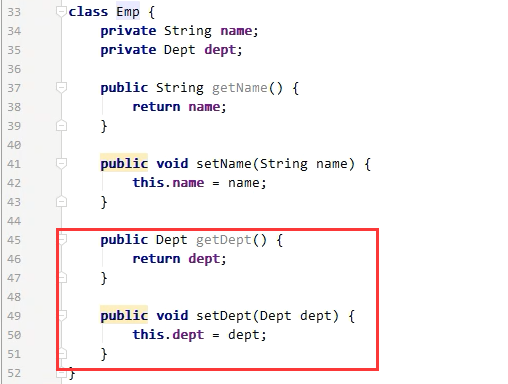 33 class Emp {
34     private String name;
35     private Dept dept;
36
37     public String getName() {
38         return name;
39     }
40
41     public void setName(String name) {
42         this.name = name;
43     }
44
45     public Dept getDept() {
46         return dept;
47     }
48
49     public void setDept(Dept dept) {
50         this.dept = dept;
51     }
52 }